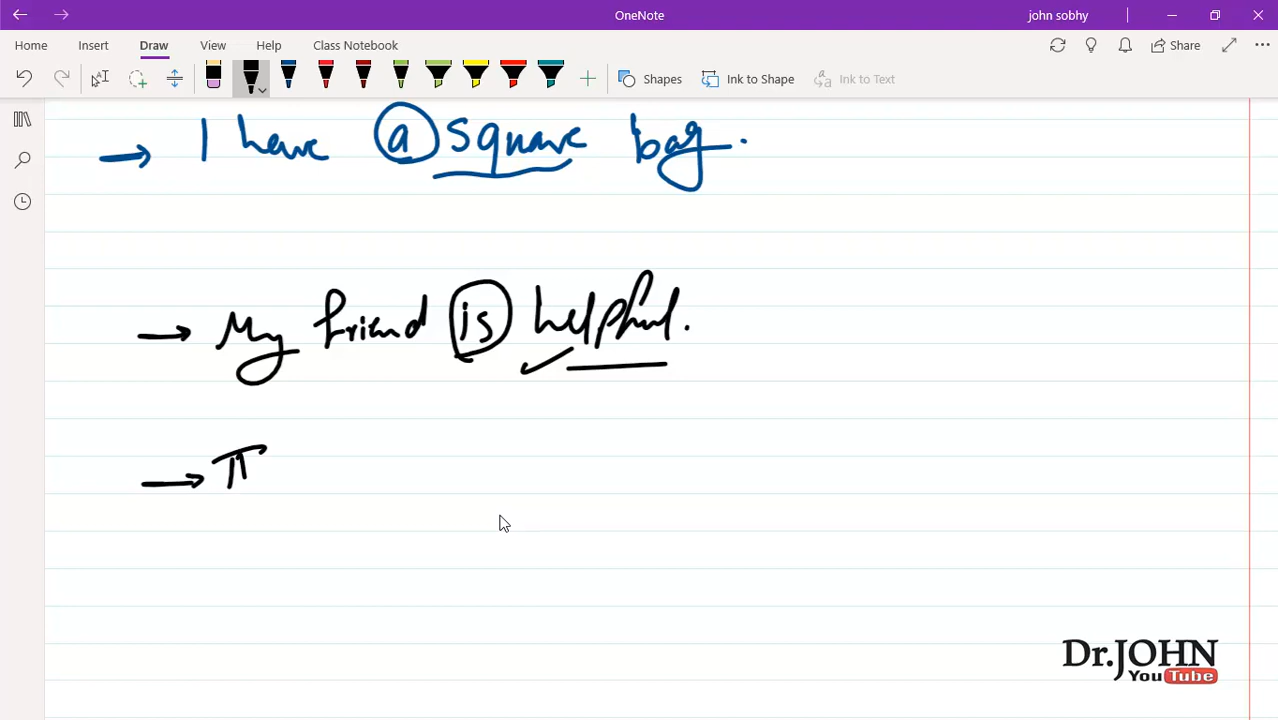 OneNote
john sobhy
Home Insert Draw View Help Class Notebook
Share
Shapes Ink to Shape Ink to Text
→ I have a square bag.
→ My friend is helpful.
→
Dr.JOHN
YouTube